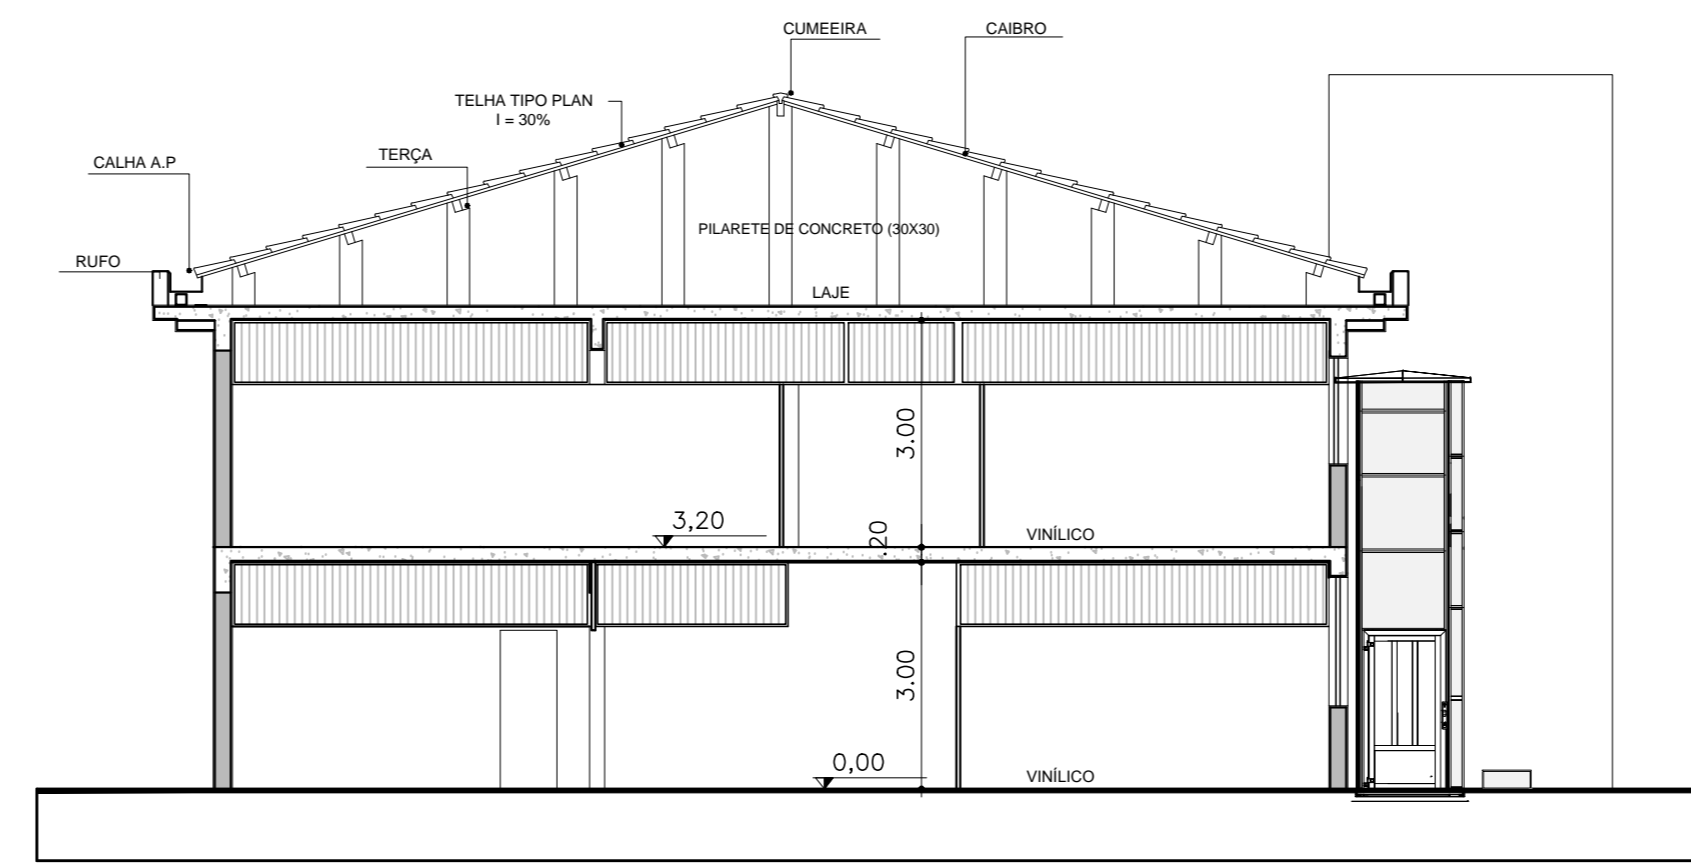 CUMEEIRA
CAIBRO
TELHA TIPO PLAN
I = 30%
TERÇA
CALHA A.P
PILARETE DE CONCRETO (30X30)
RUFO
LAJE
3.00
3,20
.20
VINÍLICO
3.00
0,00
VINÍLICO